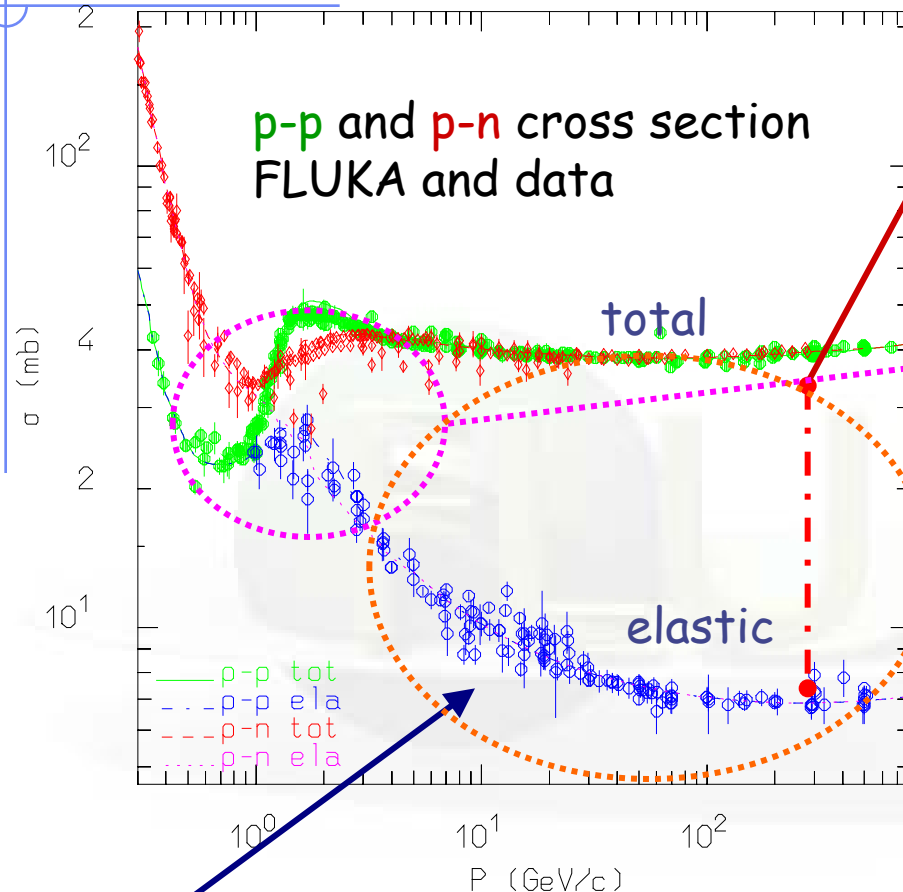 2
p-p and p-n cross section
FLUKA and data
10²
total
4
σ (mb)
2
10¹
elastic
p-p tot
p-p ela
p-n tot
p-n ela
10⁰ 10¹ 10²
P (GeV/c)